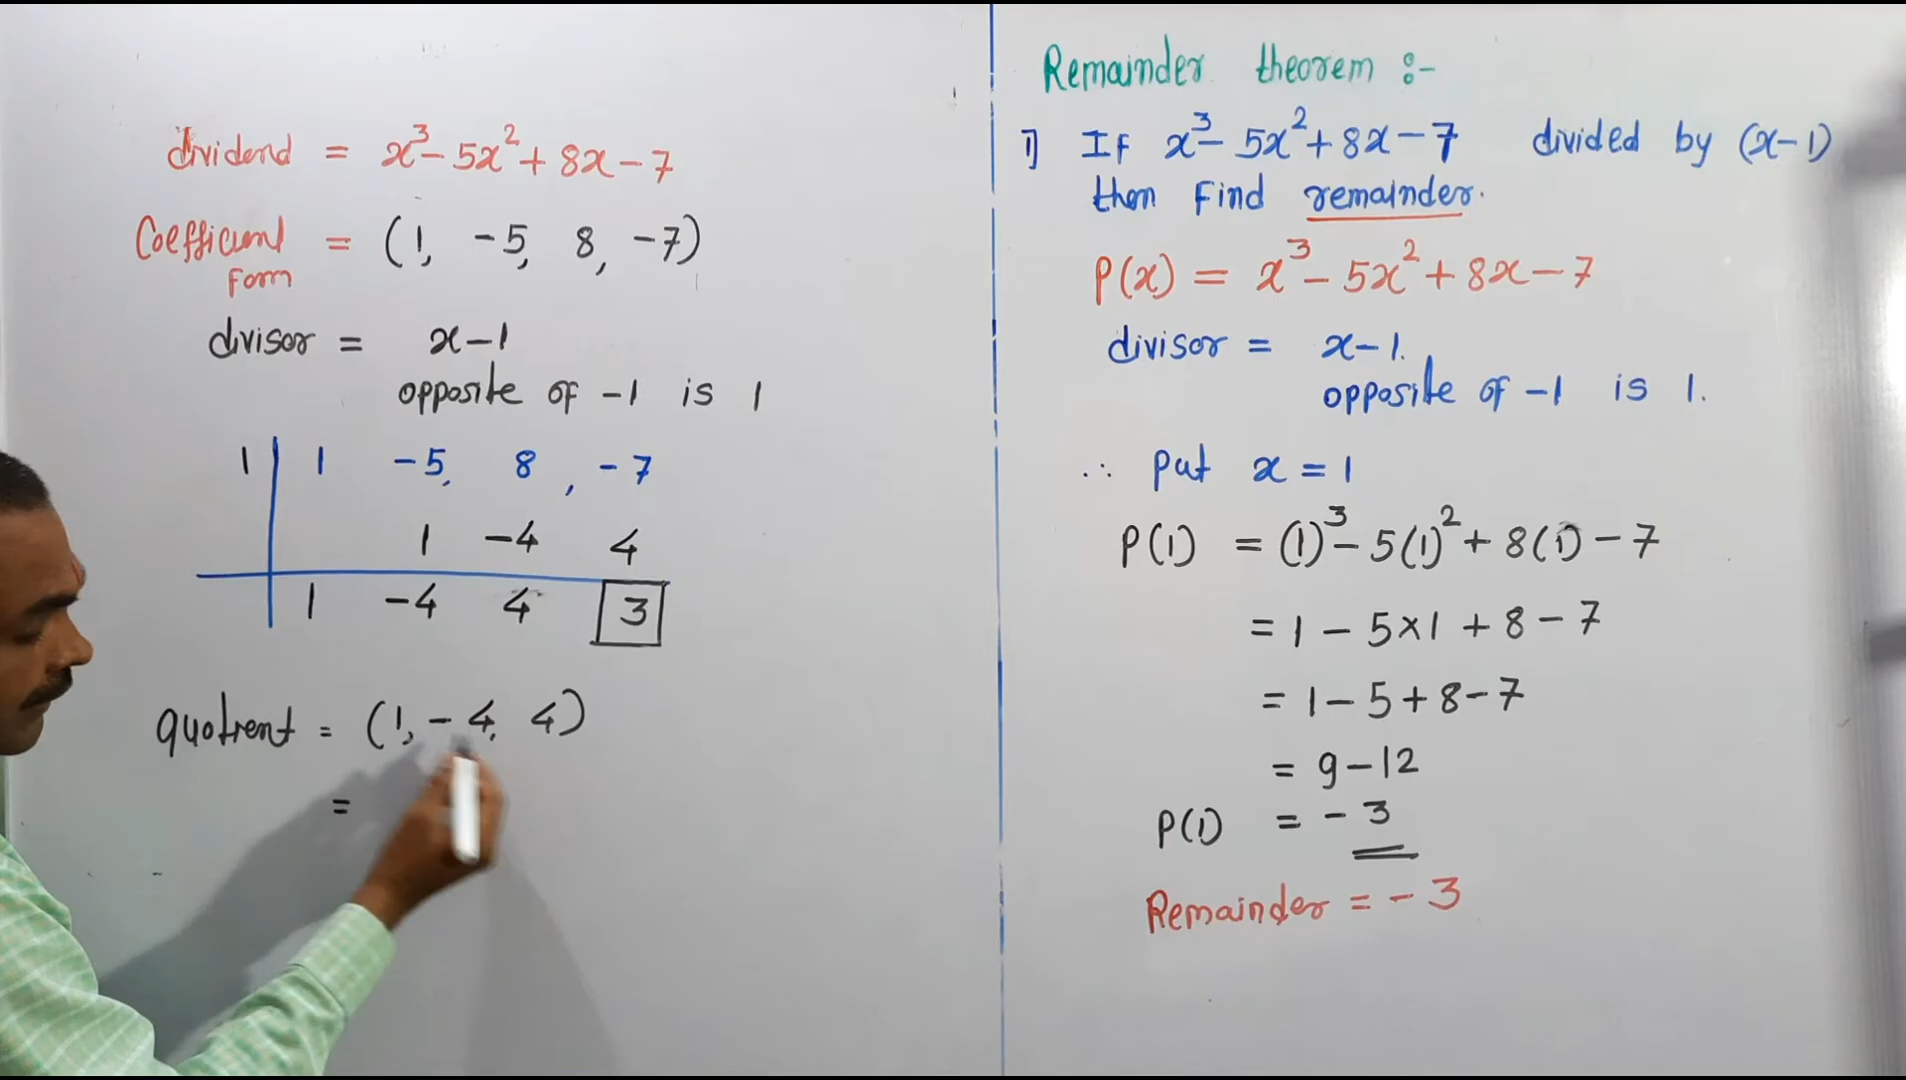 dividend = x³ - 5x² + 8x - 7
Coefficient Form = (1, -5, 8, -7)
divisor = x - 1
opposite of -1 is 1
1 | 1 -5, 8, -7
1 -4 4
1 -4 4 3
quotient = (1, -4, 4)
=
Remainder theorem :-
1] IF x³ - 5x² + 8x - 7 divided by (x-1)
then Find remainder.
P(x) = x³ - 5x² + 8x - 7
divisor = x - 1.
opposite of -1 is 1.
∴ put x = 1
P(1) = (1)³ - 5(1)² + 8(1) - 7
= 1 - 5×1 + 8 - 7
= 1 - 5 + 8 - 7
= 9 - 12
P(1) = - 3
Remainder = - 3